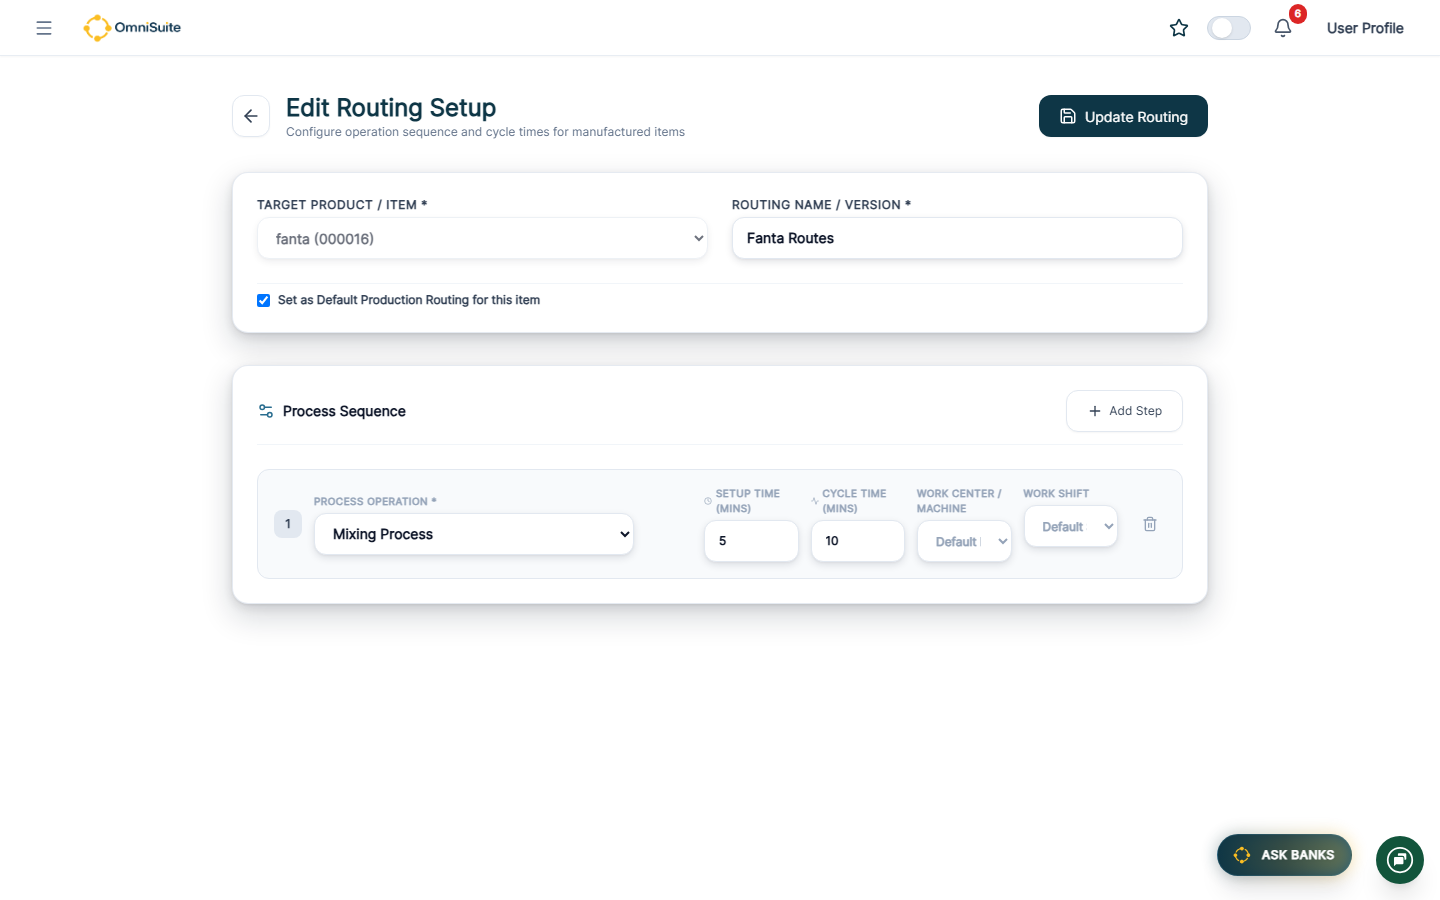 OmniSuite
6
User Profile
Edit Routing Setup
Configure operation sequence and cycle times for manufactured items
Update Routing
TARGET PRODUCT / ITEM *
fanta (000016)
ROUTING NAME / VERSION *
Fanta Routes
Set as Default Production Routing for this item
Process Sequence
Add Step
1
PROCESS OPERATION *
Mixing Process
SETUP TIME
(MINS)
5
CYCLE TIME
(MINS)
10
WORK CENTER /
MACHINE
Default
WORK SHIFT
Default
ASK BANKS